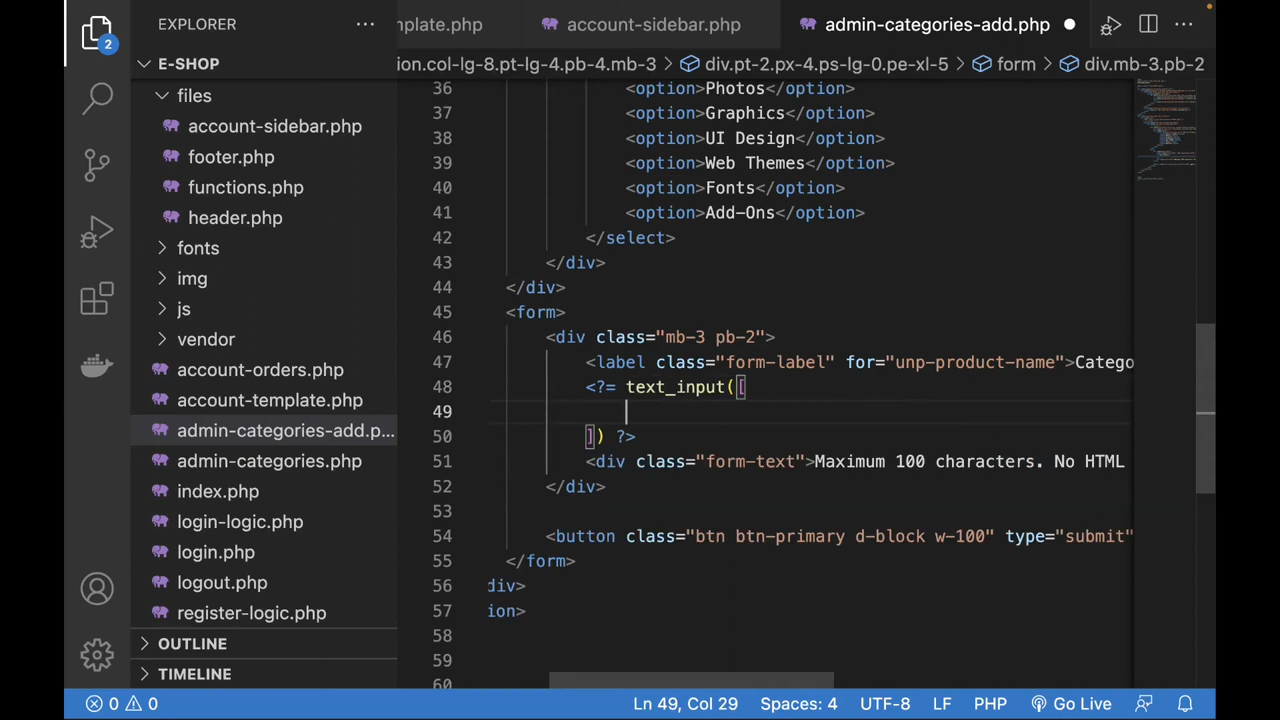 EXPLORER
mplate.php
account-sidebar.php
admin-categories-add.php
2
E-SHOP
ion.col-lg-8.pt-lg-4.pb-4.mb-3 > div.pt-2.px-4.ps-lg-0.pe-xl-5 > form > div.mb-3.pb-2
files
account-sidebar.php
footer.php
functions.php
header.php
fonts
img
js
vendor
account-orders.php
account-template.php
admin-categories-add.p...
admin-categories.php
index.php
login-logic.php
login.php
logout.php
register-logic.php
OUTLINE
TIMELINE
36 <option>Photos</option>
37 <option>Graphics</option>
38 <option>UI Design</option>
39 <option>Web Themes</option>
40 <option>Fonts</option>
41 <option>Add-Ons</option>
42 </select>
43 </div>
44 </div>
45 <form>
46 <div class="mb-3 pb-2">
47 <label class="form-label" for="unp-product-name">Catego
48 <?= text_input([
49
50 ]) ?>
51 <div class="form-text">Maximum 100 characters. No HTML
52 </div>
53
54 <button class="btn btn-primary d-block w-100" type="submit"
55 </form>
56 div>
57 ion>
58
59
60
0 0 Ln 49, Col 29 Spaces: 4 UTF-8 LF PHP Go Live